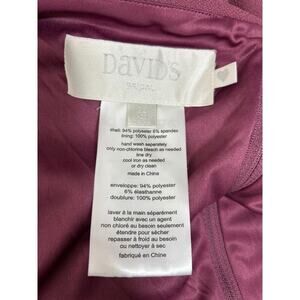 DAVID'S
BRIDAL
shell: 94% polyester 6% spandex
lining: 100% polyester
hand wash separately
only non-chlorine bleach as needed
line dry
cool iron as needed
or dry clean
made in China
enveloppe: 94% polyester
6% élasthanne
doublure: 100% polyester
laver à la main séparément
blanchir avec un agent
non chloré au besoin seulement
étendre pour sécher
repasser à froid au besoin
ou nettoyer à sec
fabriqué en Chine